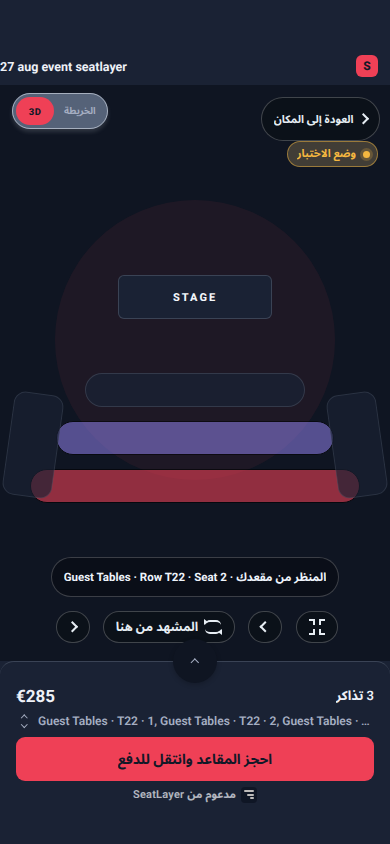 27 aug event seatlayer
S
3D
الخريطة
العودة إلى المكان
وضع الاختبار
STAGE
المنظر من مقعدك · Guest Tables · Row T22 · Seat 2
المشهد من هنا
3 تذاكر
€285
Guest Tables · T22 · 1, Guest Tables · T22 · 2, Guest Tables · ...
احجز المقاعد وانتقل للدفع
مدعوم من SeatLayer